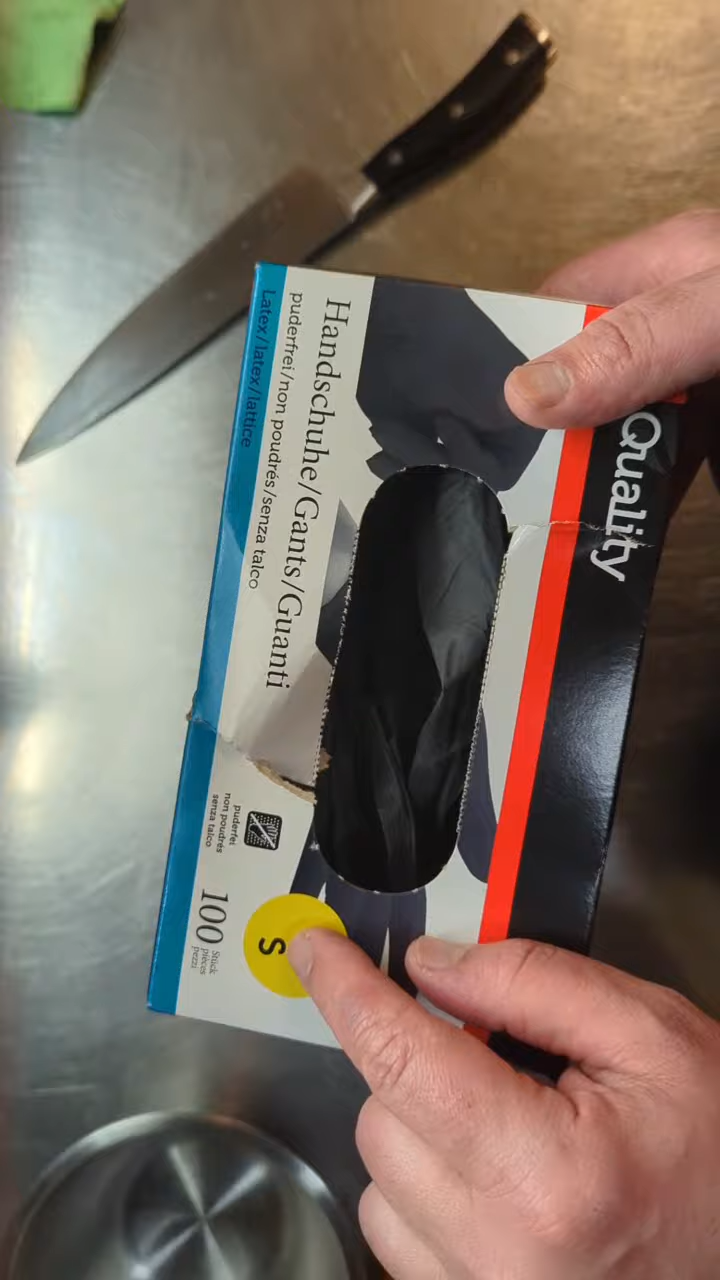 Quality
Handschuhe/Gants/Guanti
puderfrei/non poudrés/senza talco
Latex/latex/lattice
puderfei
non poudrés
senza talco
100
Stück
pièces
pezzi
S